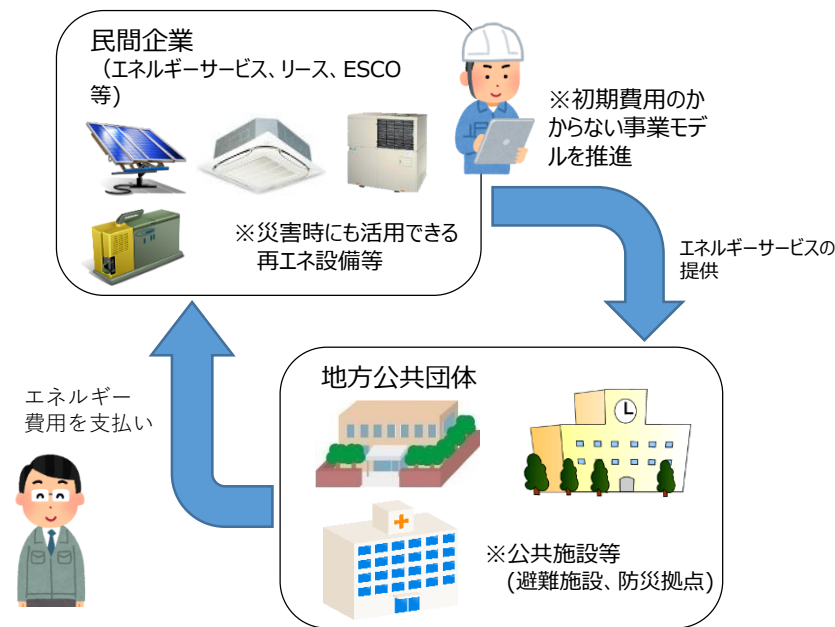 民間企業
（エネルギーサービス、リース、ESCO
等)
※災害時にも活用できる
再エネ設備等
※初期費用のか
からない事業モデ
ルを推進
エネルギーサービスの
提供
地方公共団体
※公共施設等
(避難施設、防災拠点)
エネルギー
費用を支払い